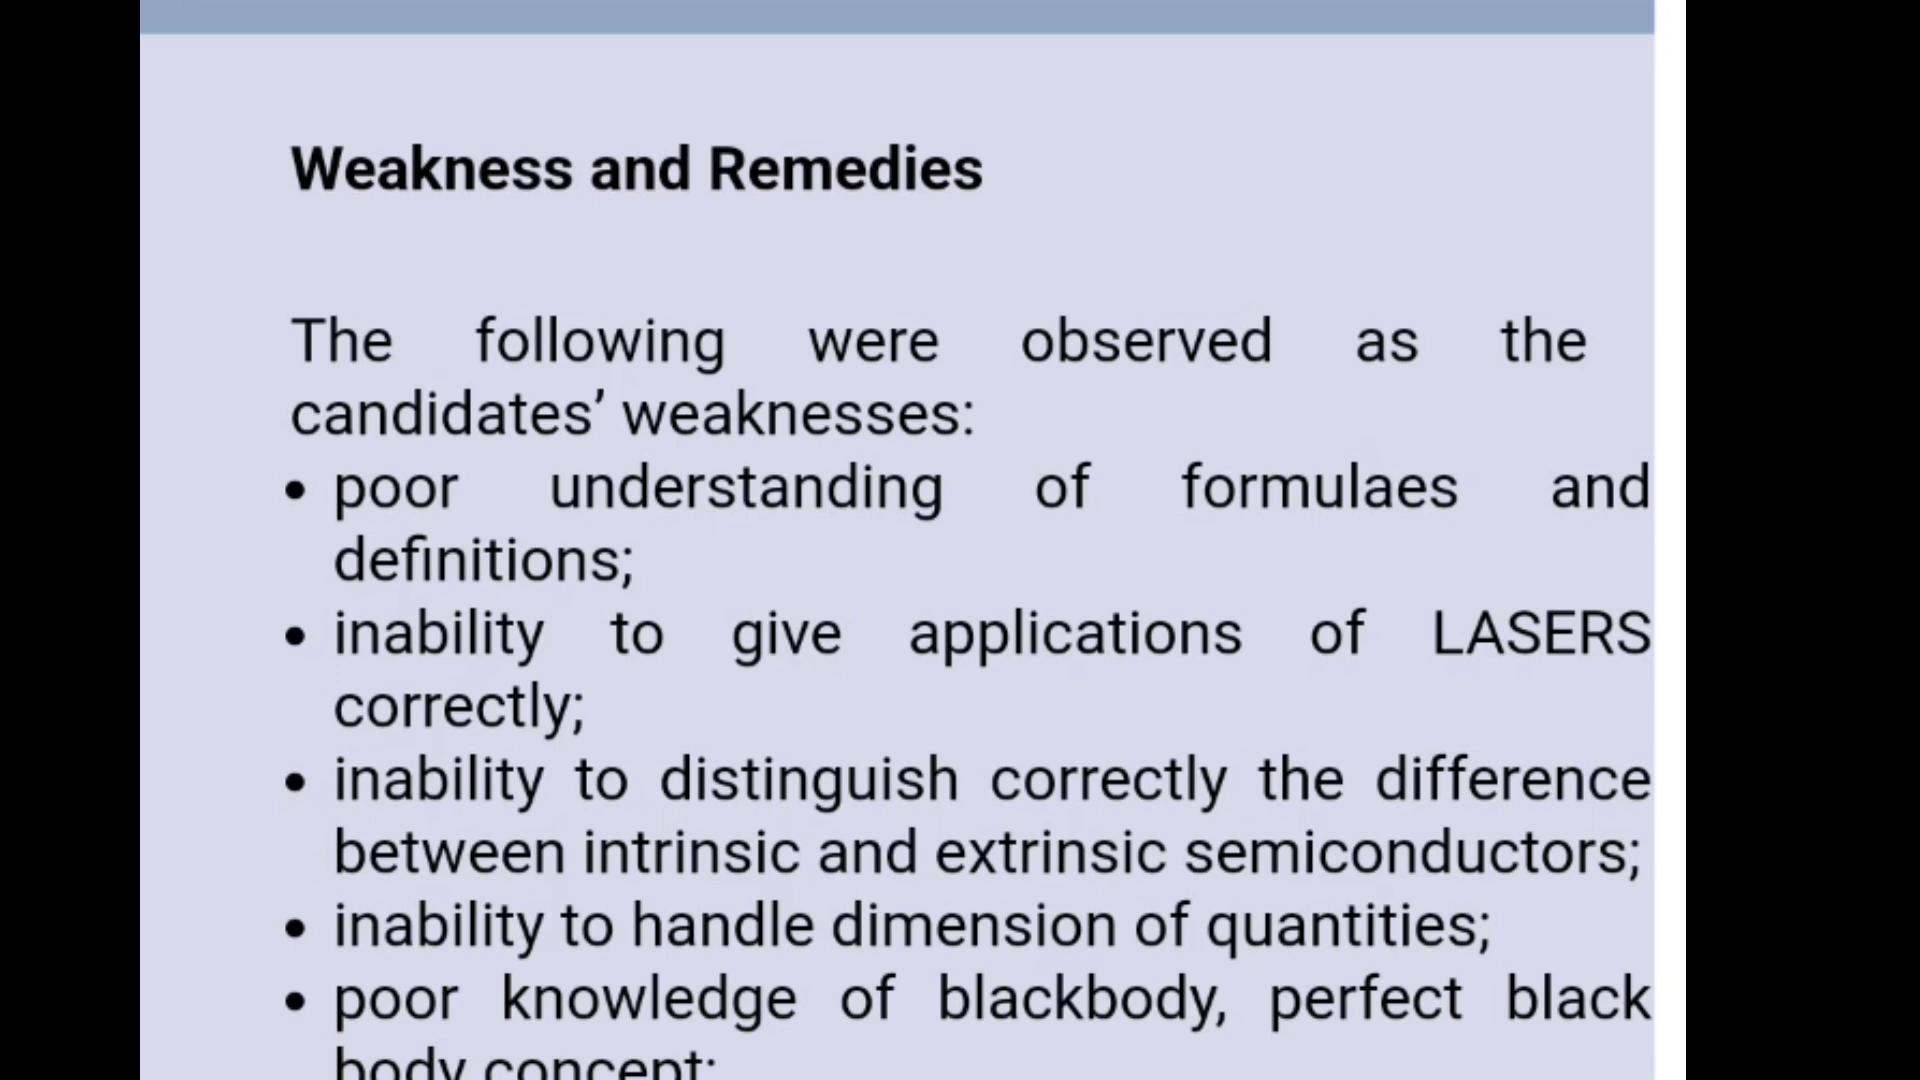 Weakness and Remedies
The following were observed as the
candidates’ weaknesses:
• poor understanding of formulaes and
definitions;
• inability to give applications of LASERS
correctly;
• inability to distinguish correctly the difference
between intrinsic and extrinsic semiconductors;
• inability to handle dimension of quantities;
• poor knowledge of blackbody, perfect black
body concept;